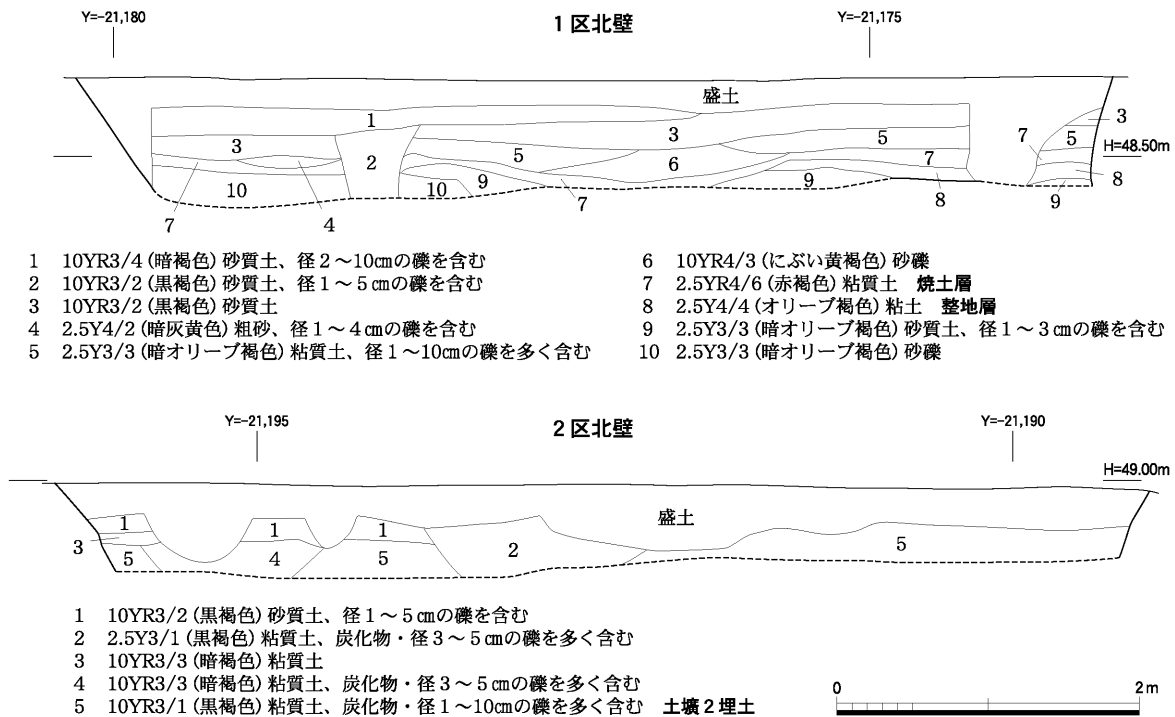 1区北壁
Y=-21,180
Y=-21,175
盛土
1
3
3
5
3
5
7
2
5
6
7
H=48.50m
10
10
9
9
8
7
4
7
8
9
1 10YR3/4(暗褐色)砂質土、径2～10㎝の礫を含む
2 10YR3/2(黒褐色)砂質土、径1～5㎝の礫を含む
3 10YR3/2(黒褐色)砂質土
4 2.5Y4/2(暗灰黄色)粗砂、径1～4㎝の礫を含む
5 2.5Y3/3(暗オリーブ褐色)粘質土、径1～10㎝の礫を多く含む
6 10YR4/3(にぶい黄褐色)砂礫
7 2.5YR4/6(赤褐色)粘質土 焼土層
8 2.5Y4/4(オリーブ褐色)粘土 整地層
9 2.5Y3/3(暗オリーブ褐色)砂質土、径1～3㎝の礫を含む
10 2.5Y3/3(暗オリーブ褐色)砂礫
2区北壁
Y=-21,195
Y=-21,190
H=49.00m
盛土
1
1
1
3
5
4
5
2
5
1 10YR3/2(黒褐色)砂質土、径1～5㎝の礫を含む
2 2.5Y3/1(黒褐色)粘質土、炭化物・径3～5㎝の礫を多く含む
3 10YR3/3(暗褐色)粘質土
4 10YR3/3(暗褐色)粘質土、炭化物・径3～5㎝の礫を多く含む
5 10YR3/1(黒褐色)粘質土、炭化物・径1～10㎝の礫を多く含む 土壙2埋土
0
2m